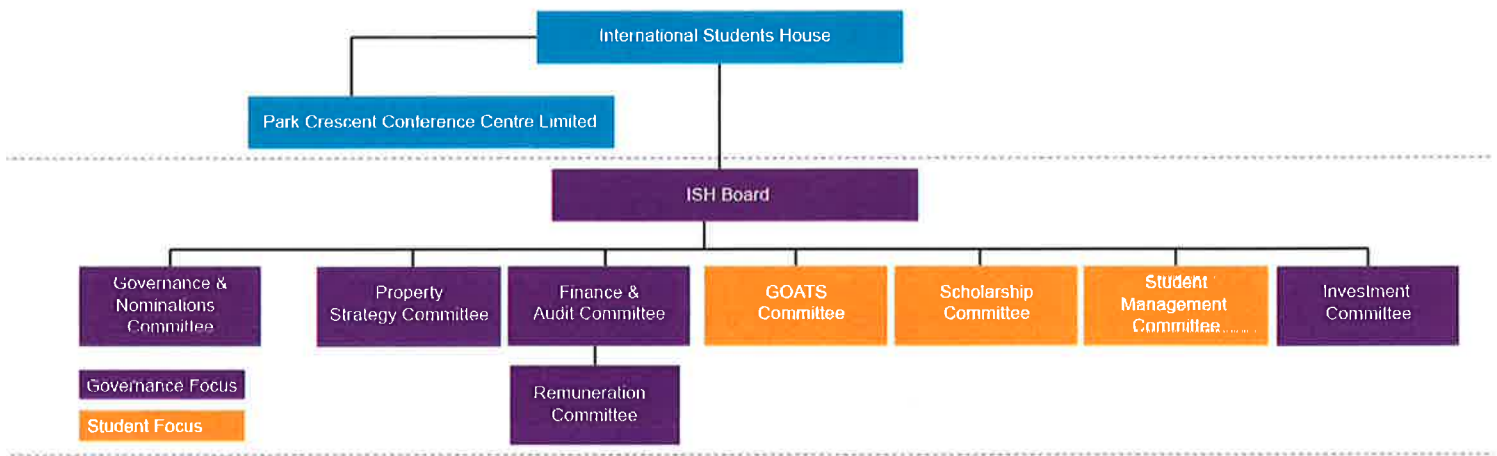 International Students House
Park Crescent Conference Centre Limited
ISH Board
Governance &
Nominations
Committee
Property
Strategy Committee
Finance &
Audit Committee
GOATS
Committee
Scholarship
Committee
Student
Management
Committee
Investment
Committee
Governance Focus
Student Focus
Remuneration
Committee